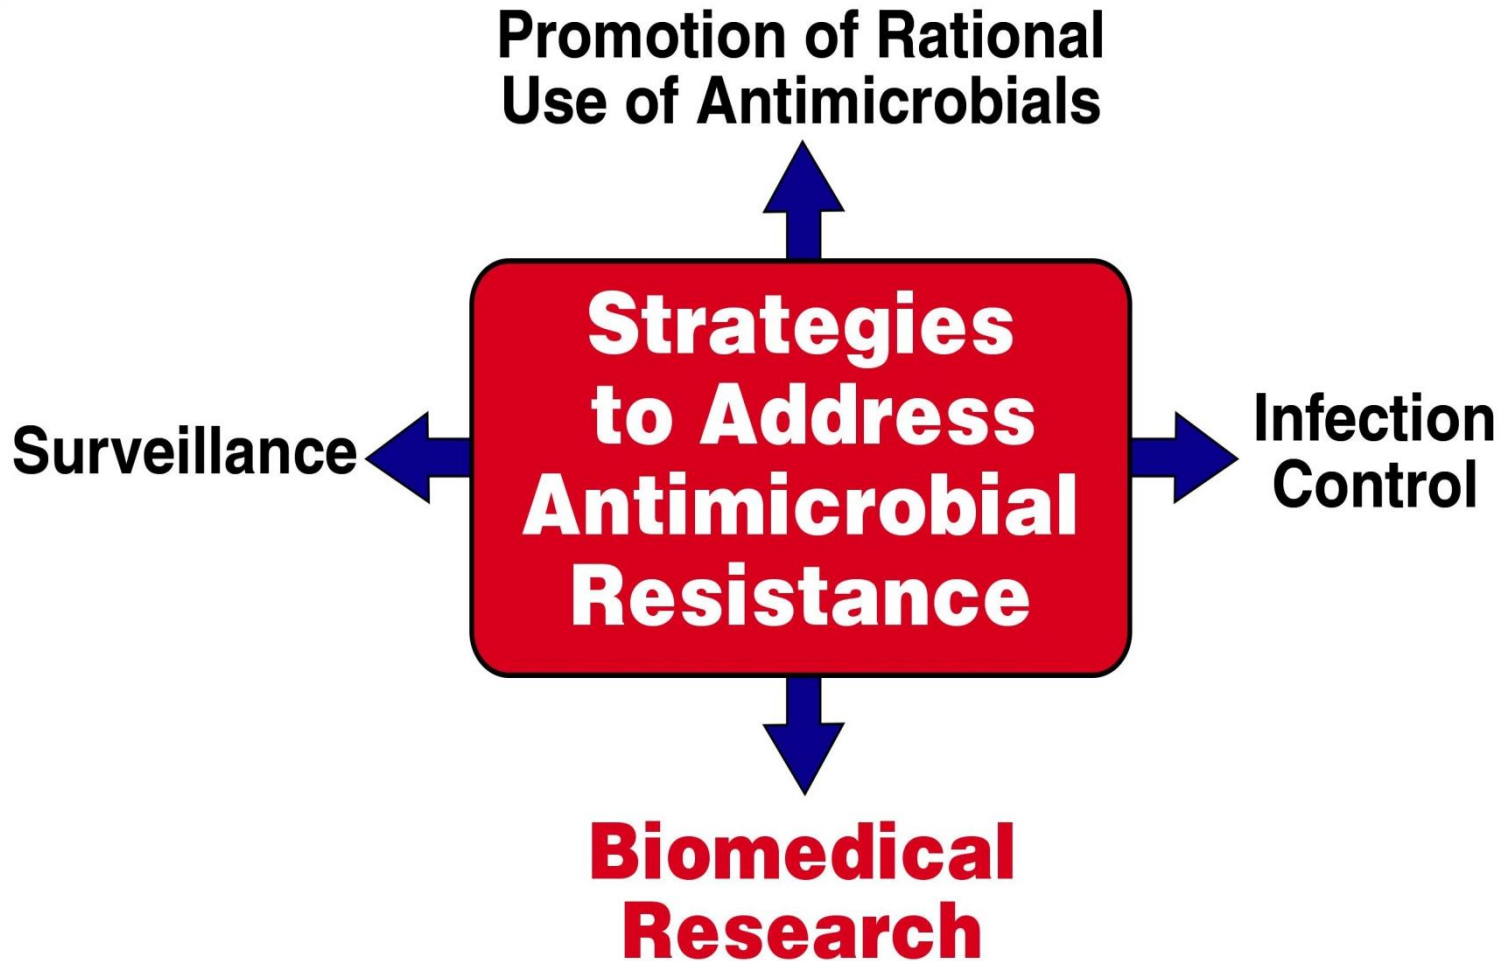 Promotion of Rational
Use of Antimicrobials
Strategies
to Address
Antimicrobial
Resistance
Surveillance
Infection
Control
Biomedical
Research